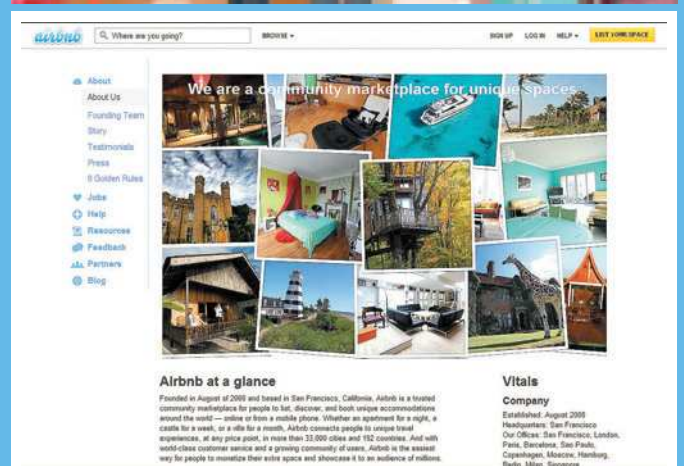 airbnb
Where are you going?
BROWSE
SIGN UP
LOG IN
HELP
LIST YOUR SPACE
About
About Us
Founding Team
Story
Testimonials
Press
6 Golden Rules
Jobs
Help
Resources
Feedback
Partners
Blog
We are a community marketplace for unique spaces.
Airbnb at a glance
Founded in August of 2008 and based in San Francisco, California, Airbnb is a trusted
community marketplace for people to list, discover, and book unique accommodations
around the world — online or from a mobile phone. Whether an apartment for a night, a
castle for a week, or a villa for a month, Airbnb connects people to unique travel
experiences, at any price point, in more than 33,000 cities and 192 countries. And with
world-class customer service and a growing community of users, Airbnb is the easiest
way for people to monetize their extra space and showcase it to an audience of millions.
Vitals
Company
Established: August 2008
Headquarters: San Francisco
Our Offices: San Francisco, London,
Paris, Barcelona, Sao Paulo,
Copenhagen, Moscow, Hamburg,
Berlin, Milan, Singapore